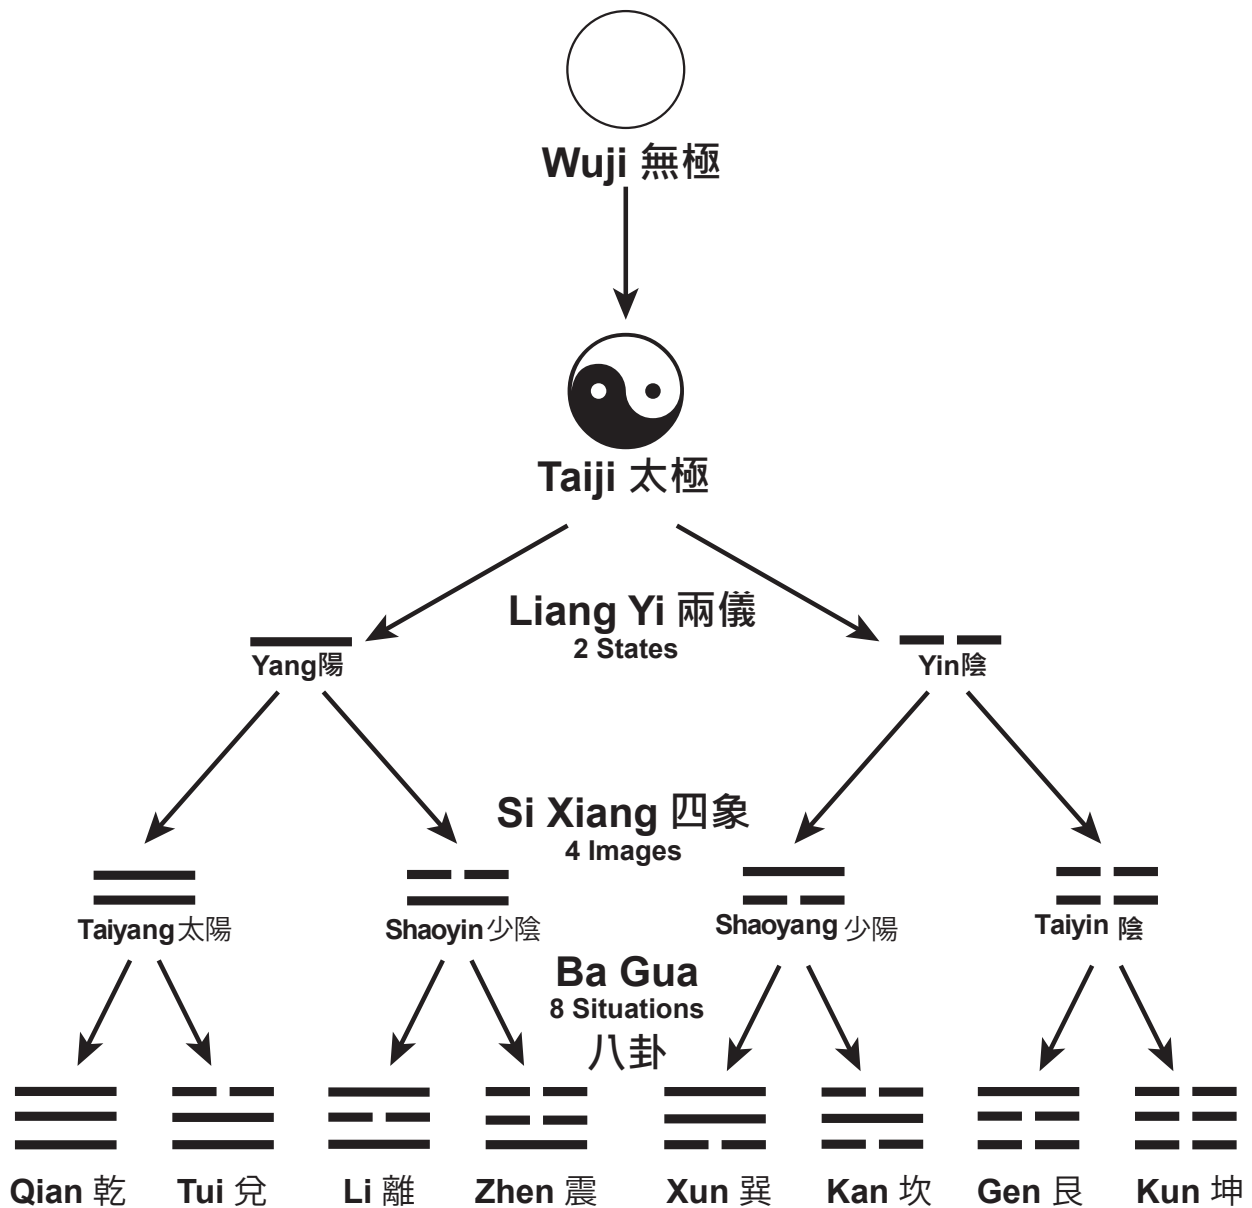 Wuji 無極
Taiji 太極
Liang Yi 兩儀
2 States
Yang陽
Yin陰
Si Xiang 四象
4 Images
Taiyang太陽
Shaoyin少陰
Shaoyang 少陽
Taiyin 陰
Ba Gua
8 Situations
八卦
Qian 乾
Tui 兌
Li 離
Zhen 震
Xun 巽
Kan 坎
Gen 艮
Kun 坤